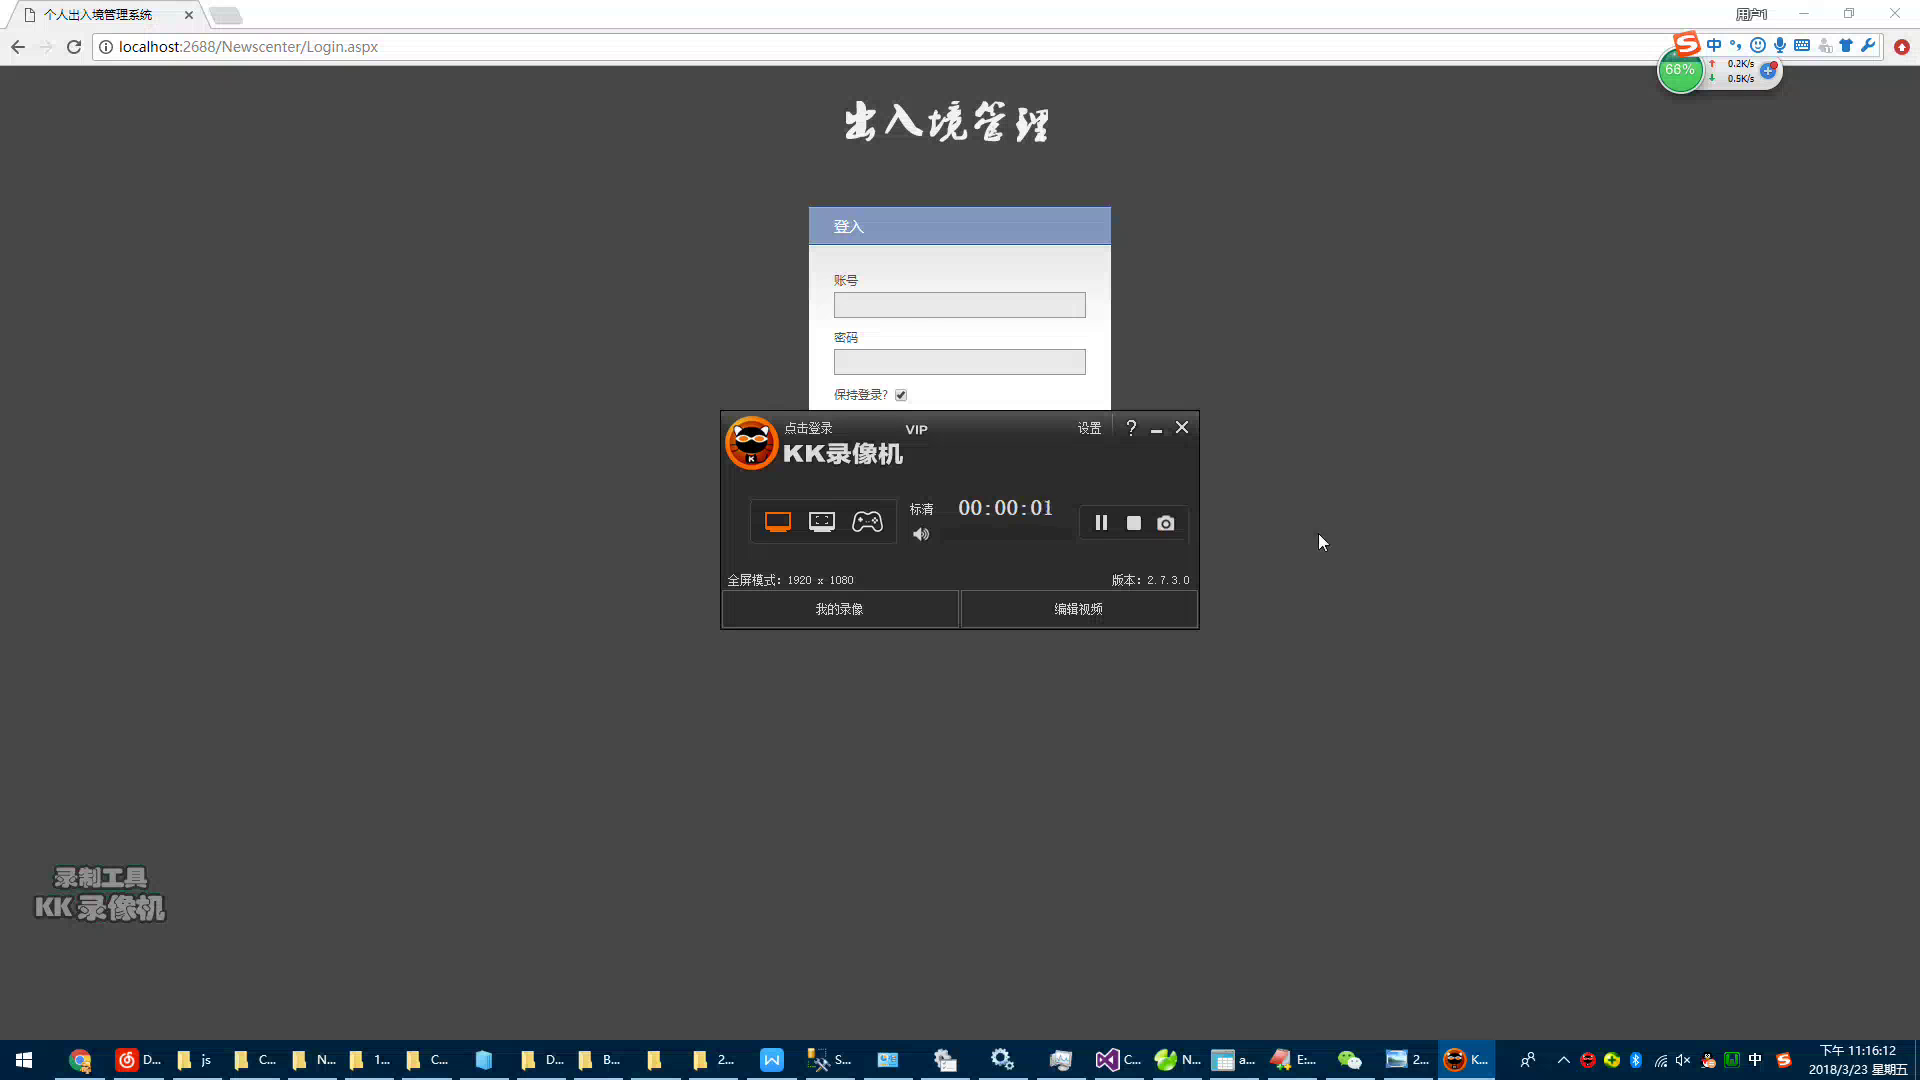 个人出入境管理系统
用户1
localhost:2688/Newscenter/Login.aspx
中
66%
0.2K/s
0.5K/s
出入境管理
登入
账号
密码
保持登录?
点击登录
VIP
设置
KK录像机
标清
00:00:01
全屏模式: 1920 x 1080
版本: 2.7.3.0
我的录像
编辑视频
录制工具
KK 录像机
D...
js
C...
N...
1...
C...
D...
B...
2...
S...
C...
N...
a...
E:...
2...
K...
中
下午 11:16:12
2018/3/23 星期五